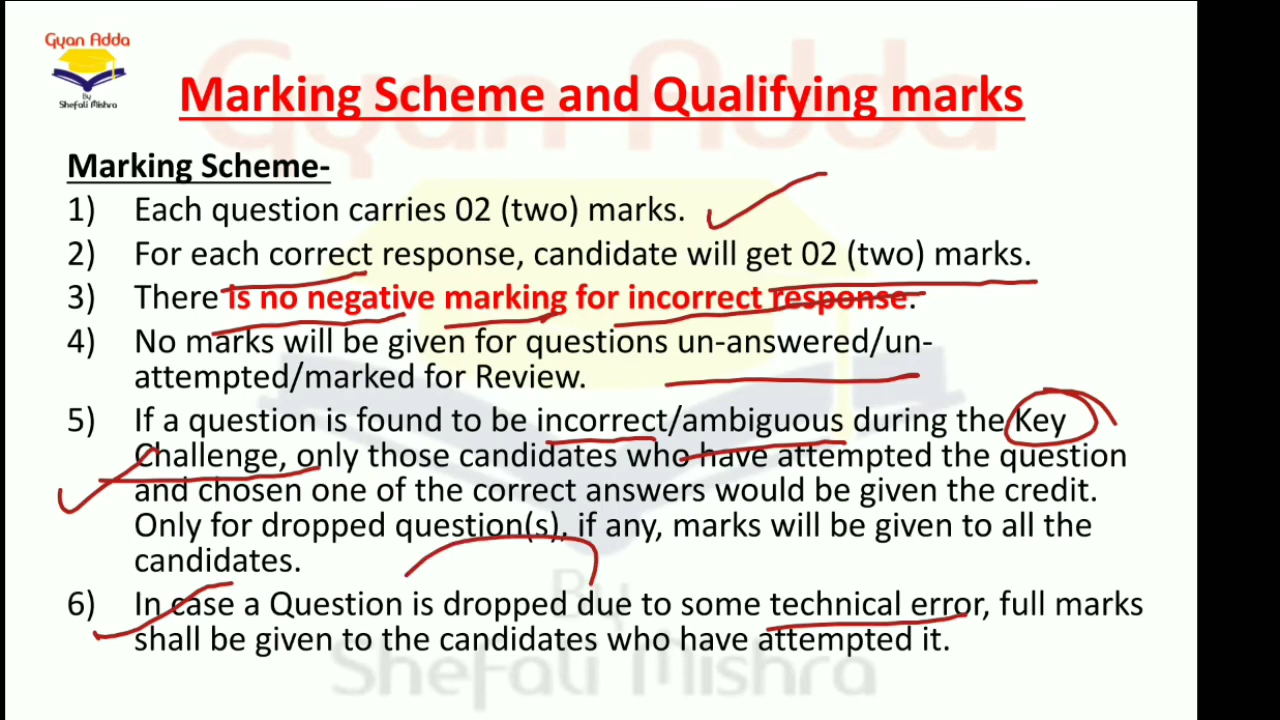 Gyan Adda
By
Shefali Mishra
Gyan Adda
Marking Scheme and Qualifying marks
Marking Scheme-
1) Each question carries 02 (two) marks.
2) For each correct response, candidate will get 02 (two) marks.
3) There is no negative marking for incorrect response.
4) No marks will be given for questions un-answered/un-
attempted/marked for Review.
5) If a question is found to be incorrect/ambiguous during the Key
Challenge, only those candidates who have attempted the question
and chosen one of the correct answers would be given the credit.
Only for dropped question(s), if any, marks will be given to all the
candidates.
6) In case a Question is dropped due to some technical error, full marks
shall be given to the candidates who have attempted it.
By
Shefali Mishra